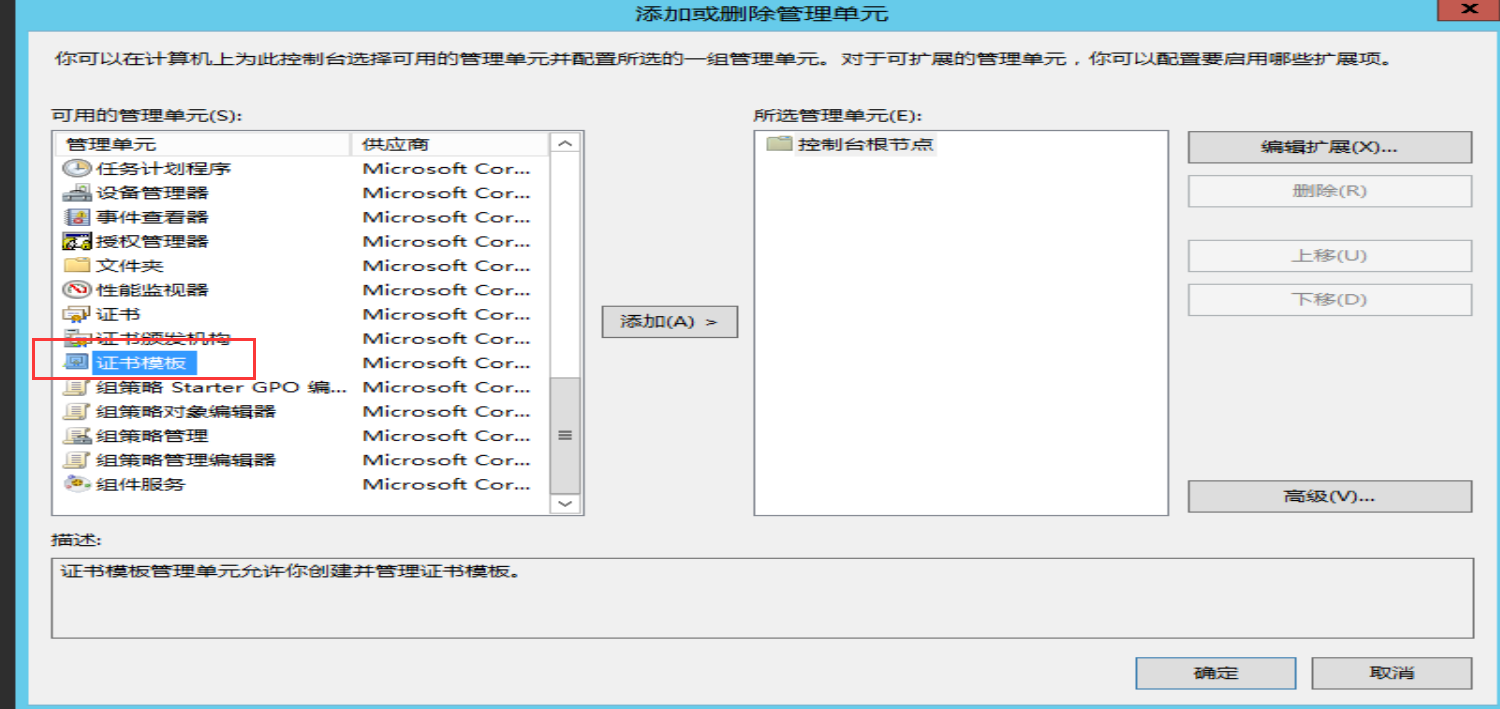 添加或删除管理单元
你可以在计算机上为此控制台选择可用的管理单元并配置所选的一组管理单元。对于可扩展的管理单元，你可以配置要启用哪些扩展项。
可用的管理单元(S):
管理单元 供应商
任务计划程序 Microsoft Cor...
设备管理器 Microsoft Cor...
事件查看器 Microsoft Cor...
授权管理器 Microsoft Cor...
文件夹 Microsoft Cor...
性能监视器 Microsoft Cor...
证书 Microsoft Cor...
证书颁发机构 Microsoft Cor...
证书模板 Microsoft Cor...
组策略 Starter GPO 编... Microsoft Cor...
组策略对象编辑器 Microsoft Cor...
组策略管理 Microsoft Cor...
组策略管理编辑器 Microsoft Cor...
组件服务 Microsoft Cor...
添加(A) >
所选管理单元(E):
控制台根节点
编辑扩展(X)...
删除(R)
上移(U)
下移(D)
高级(V)...
描述:
证书模板管理单元允许你创建并管理证书模板。
确定
取消